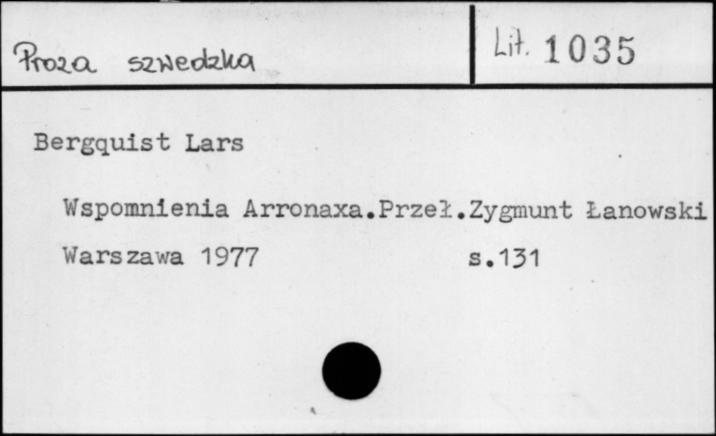 Proza szwedzka
Lit. 1035
Bergquist Lars
Wspomnienia Arronaxa.Przeł.Zygmunt Łanowski
Warszawa 1977 s.131